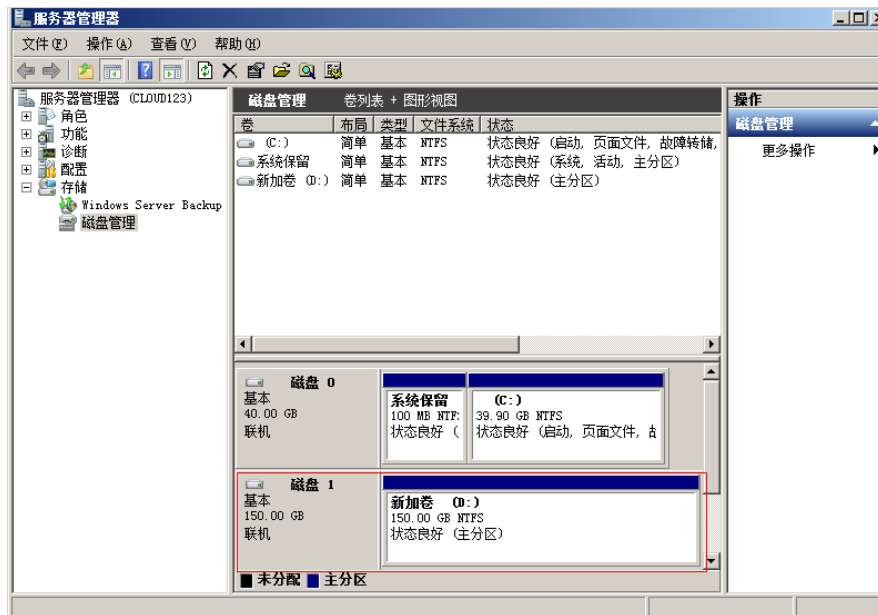 服务器管理器
文件(F) 操作(A) 查看(V) 帮助(H)
服务器管理器 (CLOUD123)
角色
功能
诊断
配置
存储
Windows Server Backup
磁盘管理
磁盘管理 卷列表 + 图形视图
卷 布局 类型 文件系统 状态
(C:) 简单 基本 NTFS 状态良好 (启动, 页面文件, 故障转储,
系统保留 简单 基本 NTFS 状态良好 (系统, 活动, 主分区)
新加卷 (D:) 简单 基本 NTFS 状态良好 (主分区)
磁盘 0
基本
40.00 GB
联机
系统保留
100 MB NTF:
状态良好 (
(C:)
39.90 GB NTFS
状态良好 (启动, 页面文件, 故
磁盘 1
基本
150.00 GB
联机
新加卷 (D:)
150.00 GB NTFS
状态良好 (主分区)
未分配 主分区
操作
磁盘管理
更多操作